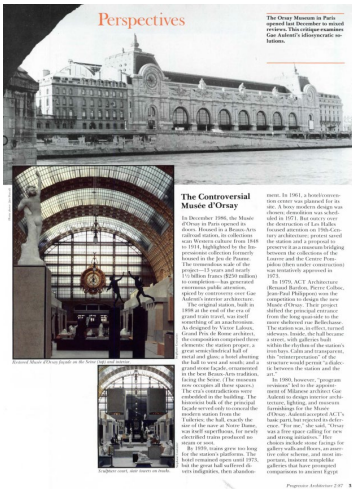 Perspectives
The Orsay Museum in Paris
opened last December to mixed
reviews. This critique examines
Gae Aulenti's idiosyncratic so-
lutions.
The Controversial
Musée d'Orsay
In December 1986, the Musée
d'Orsay in Paris opened its
doors. Housed in a Beaux-Arts
railroad station, its collections
scan Western culture from 1848
to 1914, highlighted by the Im-
pressionist collection formerly
housed in the Jeu de Paume.
The tremendous scale of the
project—13 years and nearly
1½ billion francs ($250 million)
to completion—has generated
enormous public attention,
spiced by controversy over Gae
Aulenti's interior architecture.
The original station, built in
1898 at the end of the era of
grand train travel, was itself
something of an anachronism.
As designed by Victor Laloux,
Grand Prix de Rome architect,
the composition comprised three
elements: the station proper, a
great semicylindrical hall of
metal and glass; a hotel abutting
the hall to west and south; and a
grand stone façade, ornamented
in the best Beaux-Arts tradition,
facing the Seine. (The museum
now occupies all these spaces.)
The era's contradictions were
embedded in the building. The
historicist bulk of the principal
façade served only to conceal the
modern station from the
Tuileries; the hall, exactly the
size of the nave at Notre Dame,
was itself superfluous, for newly
electrified trains produced no
steam or soot.
By 1939, trains grew too long
for the station's platforms. The
hotel remained open until 1973,
but the great hall suffered di-
vers indignities, then abandon-
ment. In 1961, a hotel/conven-
tion center was planned for its
site. A boxy modern design was
chosen, demolition was sched-
uled in 1971. But outcry over
the destruction of Les Halles
focused attention on 19th-Cen-
tury architecture; protest saved
the station and a proposal to
preserve it as a museum bridging
between the collections of the
Louvre and the Centre Pom-
pidou (then under construction)
was tentatively approved in
1973.
In 1979, ACT Architecture
(Renaud Bardon, Pierre Colboc,
Jean-Paul Philippon) won the
competition to design the new
Musée d'Orsay. Their project
shifted the principal entrance
from the long quai-side to the
more sheltered rue Bellechasse.
The station was, in effect, turned
sideways. Inside, the hall became
a street, with galleries built
within the rhythm of the station's
iron bays. Calm and transparent,
this "reinterpretation" of the
structure would permit "a dialo-
gue between the station and the
art."
In 1980, however, "program
revisions" led to the appoint-
ment of Milanese architect Gae
Aulenti to design interior archi-
tecture, lighting, and museum
furnishings for the Musée
d'Orsay. Aulenti accepted ACT's
basic parti, but rejected its defer-
ence. "For me," she said, "Orsay
was a free space calling for new
and strong initiatives." Her
choices include stone facings for
gallery walls and floors, an asser-
tive color scheme, and most im-
portant, insistent templelike
galleries that have prompted
comparisons to ancient Egypt
Restored Musée d'Orsay façade on the Seine (top) and interior.
Sculpture court, star tourers en route.
Progressive Architecture 2:87